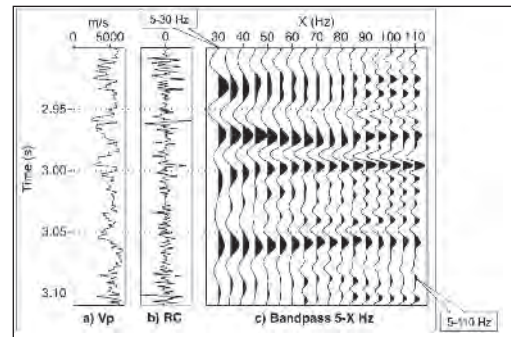 5-30 Hz
m/s
X (Hz)
0 5000
0
30 40 50 60 70 80 90 100 110
Time (s)
2.95
3.00
3.05
3.10
a) Vp
b) RC
c) Bandpass 5-X Hz
5-110 Hz